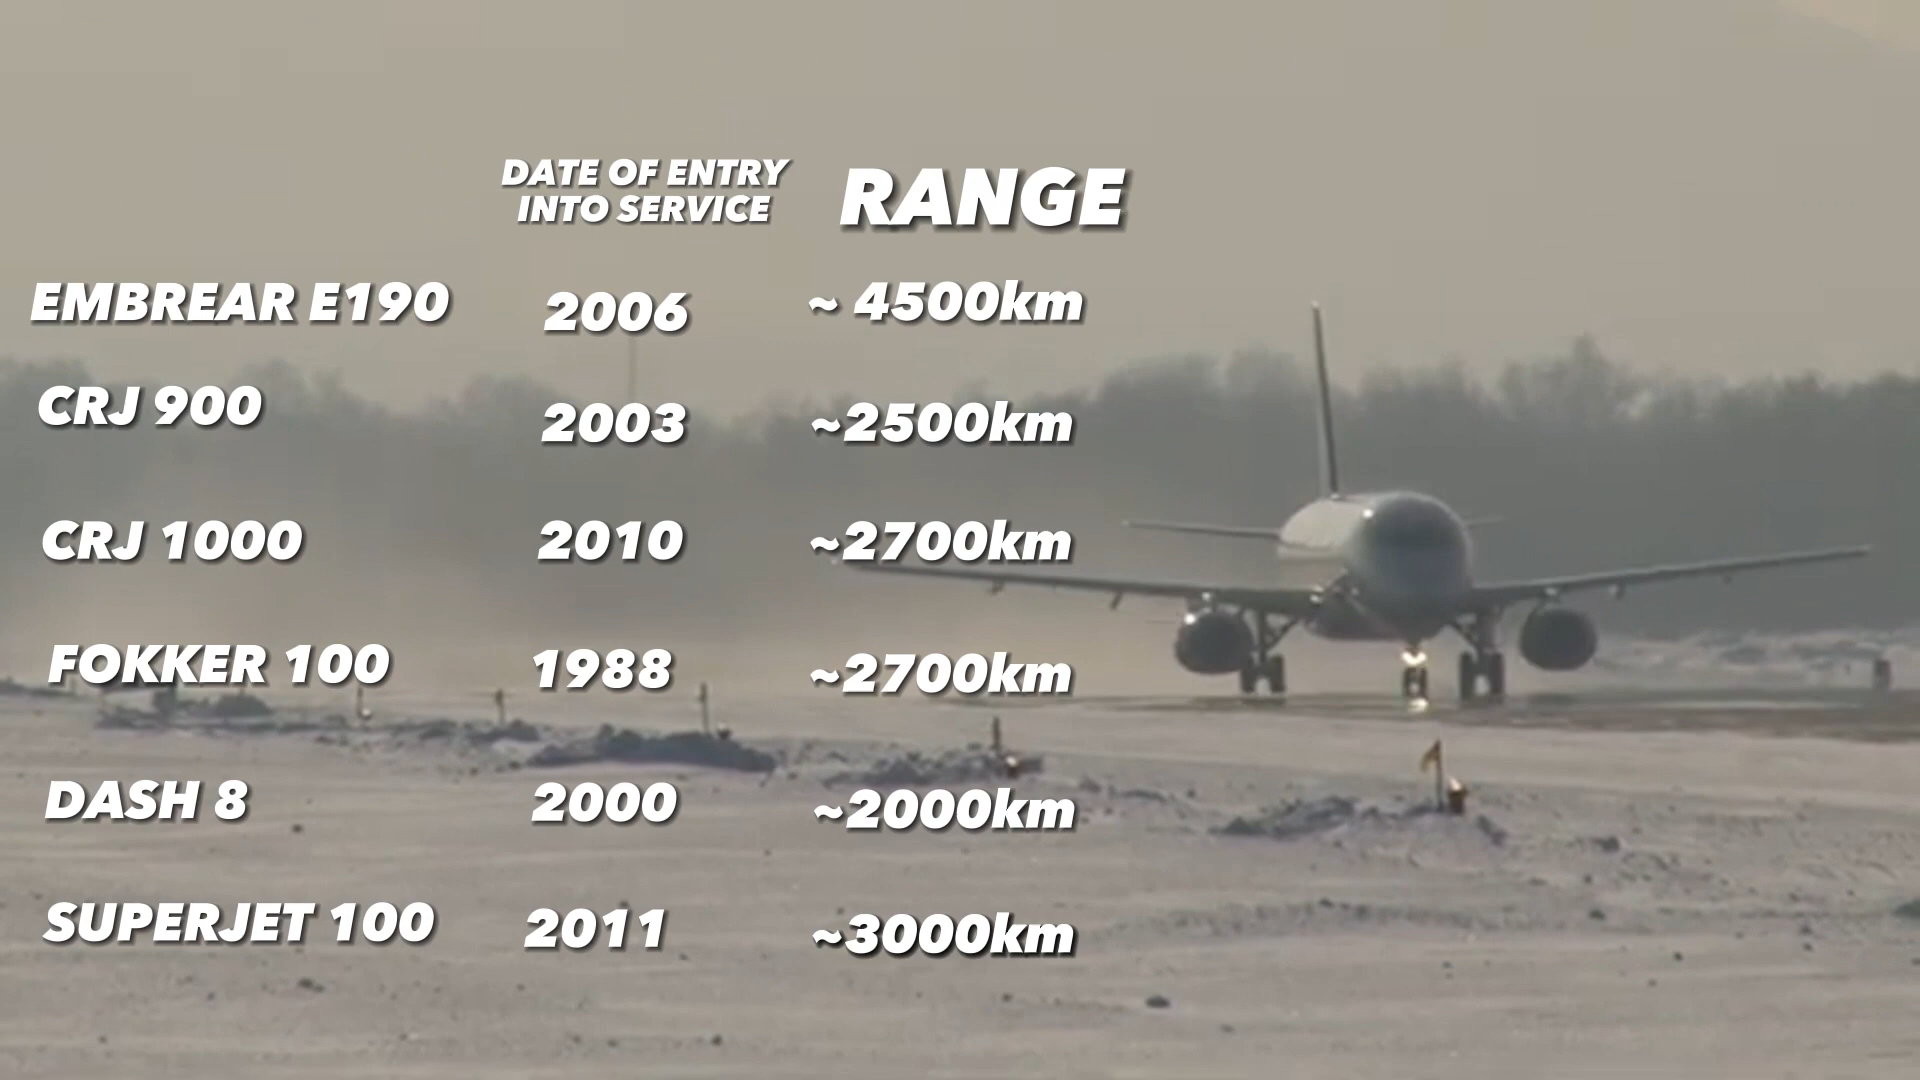 DATE OF ENTRY
INTO SERVICE
RANGE
EMBREAR E190 2006 ~ 4500km
CRJ 900 2003 ~2500km
CRJ 1000 2010 ~2700km
FOKKER 100 1988 ~2700km
DASH 8 2000 ~2000km
SUPERJET 100 2011 ~3000km